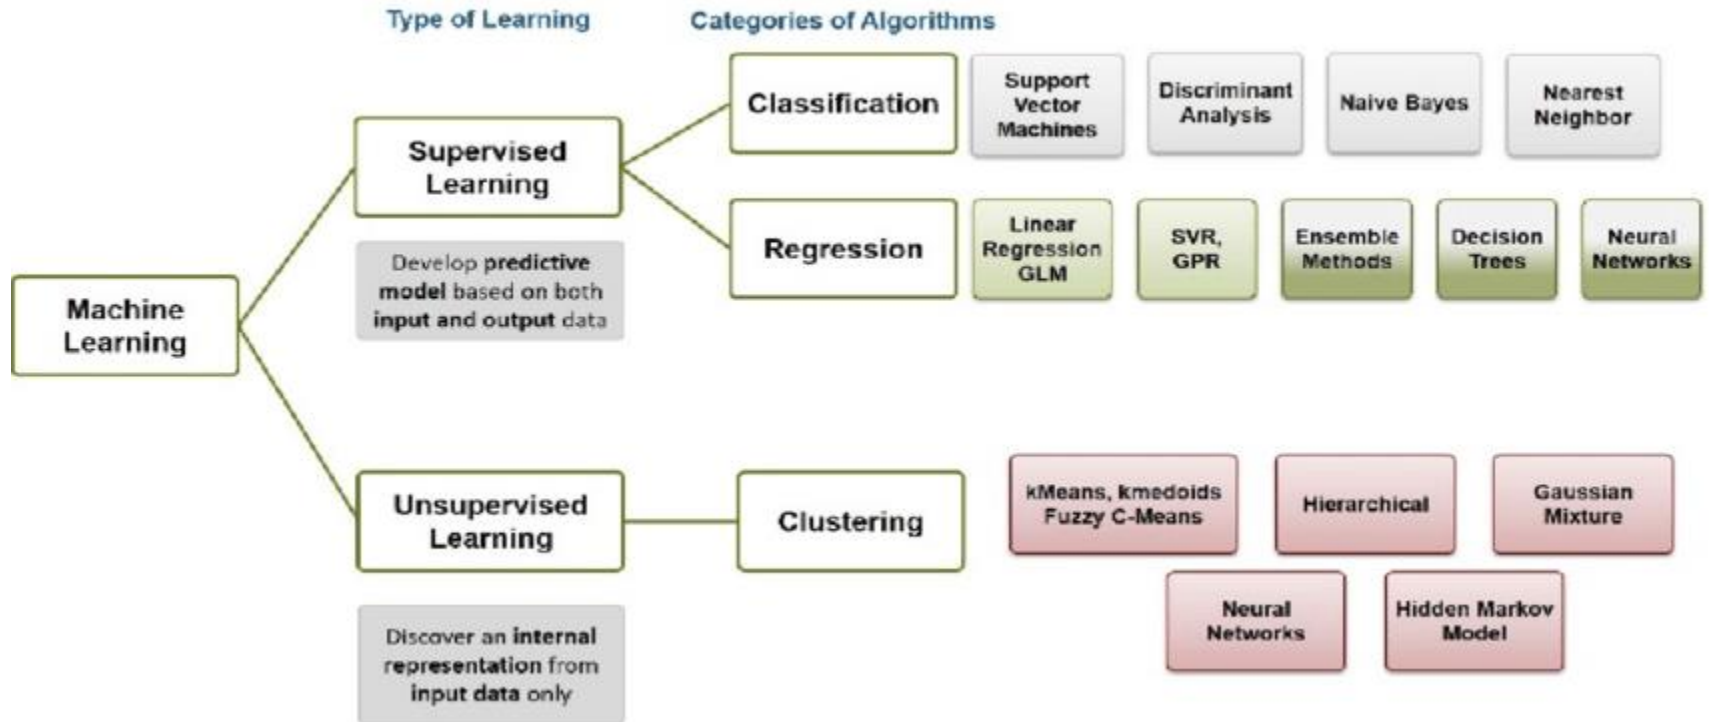 Type of Learning
Categories of Algorithms
Machine
Learning
Supervised
Learning
Develop predictive
model based on both
input and output data
Classification
Support
Vector
Machines
Discriminant
Analysis
Naive Bayes
Nearest
Neighbor
Regression
Linear
Regression
GLM
SVR,
GPR
Ensemble
Methods
Decision
Trees
Neural
Networks
Unsupervised
Learning
Discover an internal
representation from
input data only
Clustering
kMeans, kmedoids
Fuzzy C-Means
Hierarchical
Gaussian
Mixture
Neural
Networks
Hidden Markov
Model